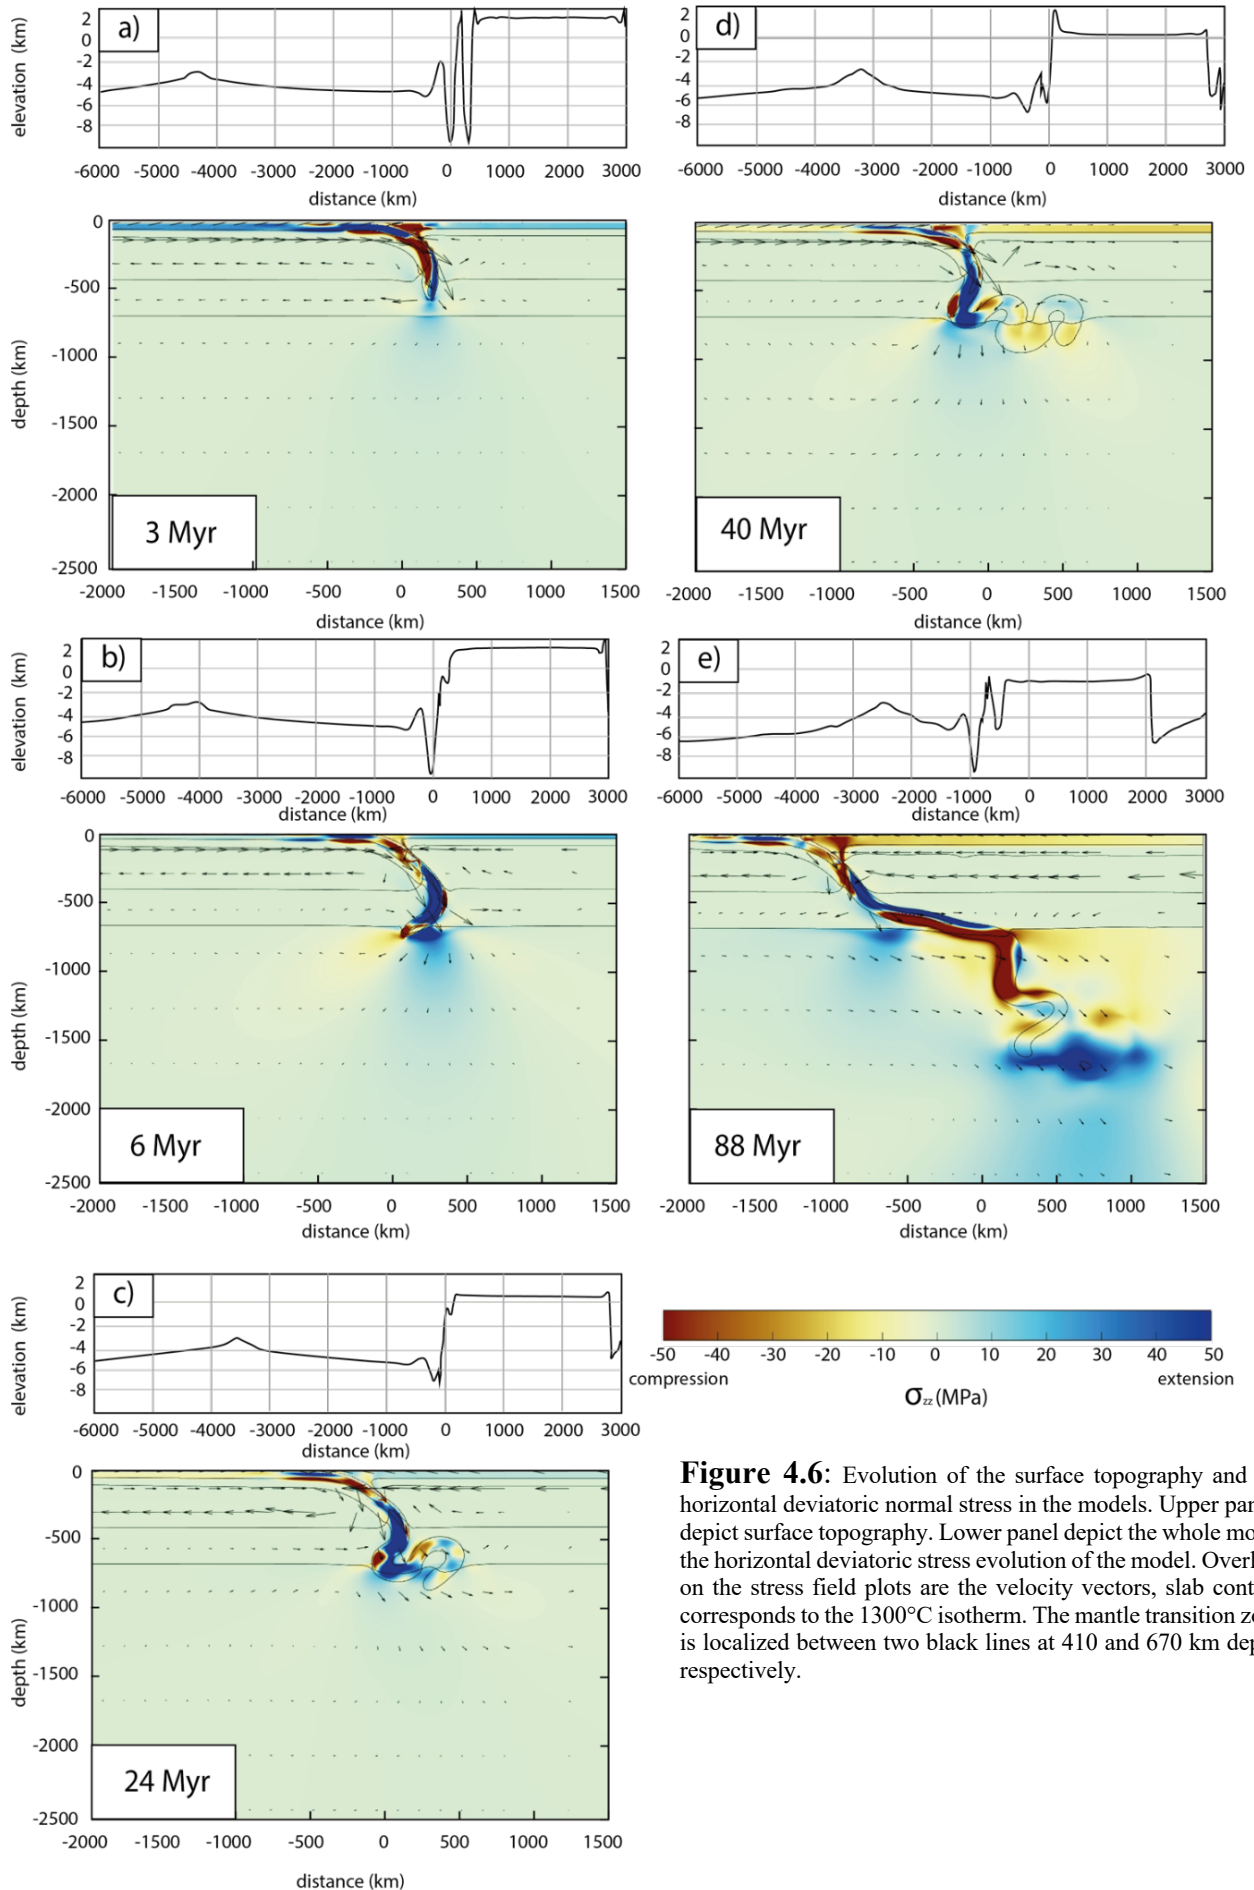 a)
elevation (km)
2
0
-2
-4
-6
-8
-6000 -5000 -4000 -3000 -2000 -1000 0 1000 2000 3000
distance (km)
0
-500
-1000
-1500
-2000
-2500
depth (km)
3 Myr
-2000 -1500 -1000 -500 0 500 1000 1500
distance (km)
d)
2
0
-2
-4
-6
-8
-6000 -5000 -4000 -3000 -2000 -1000 0 1000 2000 3000
distance (km)
40 Myr
-2000 -1500 -500 0 500 1000 1500
distance (km)
b)
elevation (km)
2
0
-2
-4
-6
-8
-6000 -5000 -4000 -3000 -2000 -1000 0 1000 2000 3000
distance (km)
0
-500
-1000
-1500
-2000
-2500
depth (km)
6 Myr
-2000 -1500 -1000 -500 0 500 1000 1500
distance (km)
e)
2
0
-2
-4
-6
-8
-6000 -5000 -4000 -3000 -2000 -1000 0 1000 2000 3000
distance (km)
88 Myr
-2000 -1500 -500 0 500 1000 1500
distance (km)
c)
elevation (km)
2
0
-2
-4
-6
-8
-6000 -5000 -4000 -3000 -2000 -1000 0 1000 2000 3000
distance (km)
0
-500
-1000
-1500
-2000
-2500
depth (km)
24 Myr
-2000 -1500 -1000 -500 0 500 1000 1500
distance (km)
-50 -40 -30 -20 -10 0 10 20 30 40 50
compression extension
σzz (MPa)
Figure 4.6: Evolution of the surface topography and
horizontal deviatoric normal stress in the models. Upper pan
depict surface topography. Lower panel depict the whole mo
the horizontal deviatoric stress evolution of the model. Overl
on the stress field plots are the velocity vectors, slab cont
corresponds to the 1300°C isotherm. The mantle transition zo
is localized between two black lines at 410 and 670 km dep
respectively.